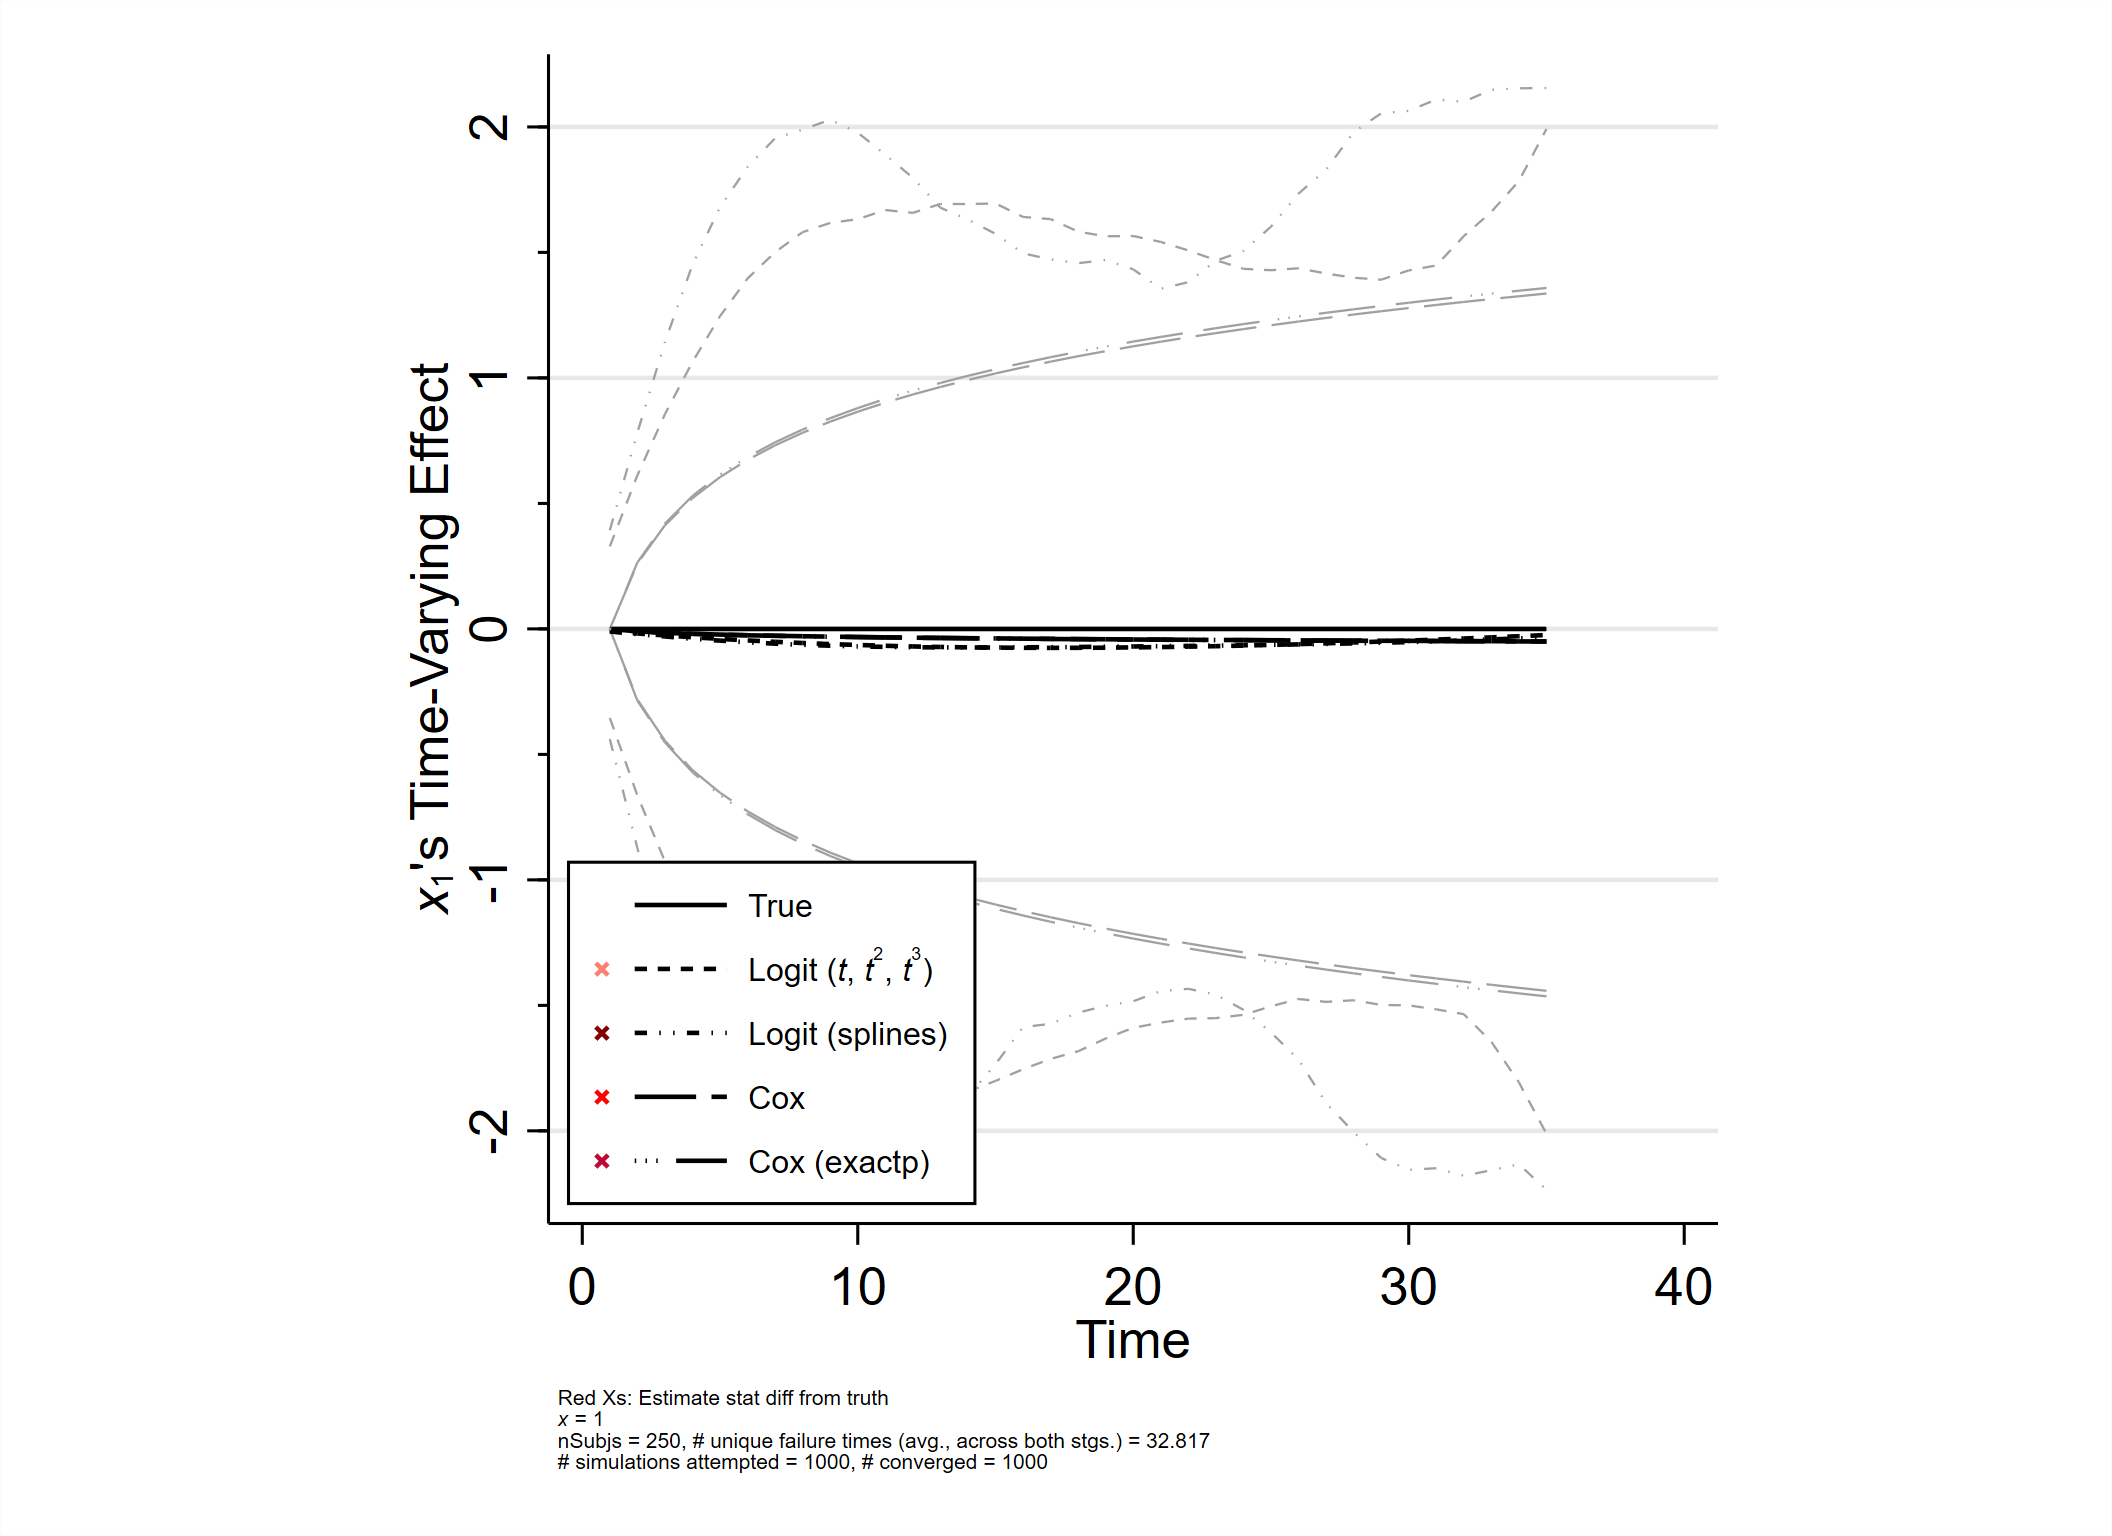 x₁'s Time-Varying Effect
2
1
0
-1
-2
True
Logit (t, t², t³)
Logit (splines)
Cox
Cox (exactp)
0 10 20 30 40
Time
Red Xs: Estimate stat diff from truth
x = 1
nSubjs = 250, # unique failure times (avg., across both stgs.) = 32.817
# simulations attempted = 1000, # converged = 1000